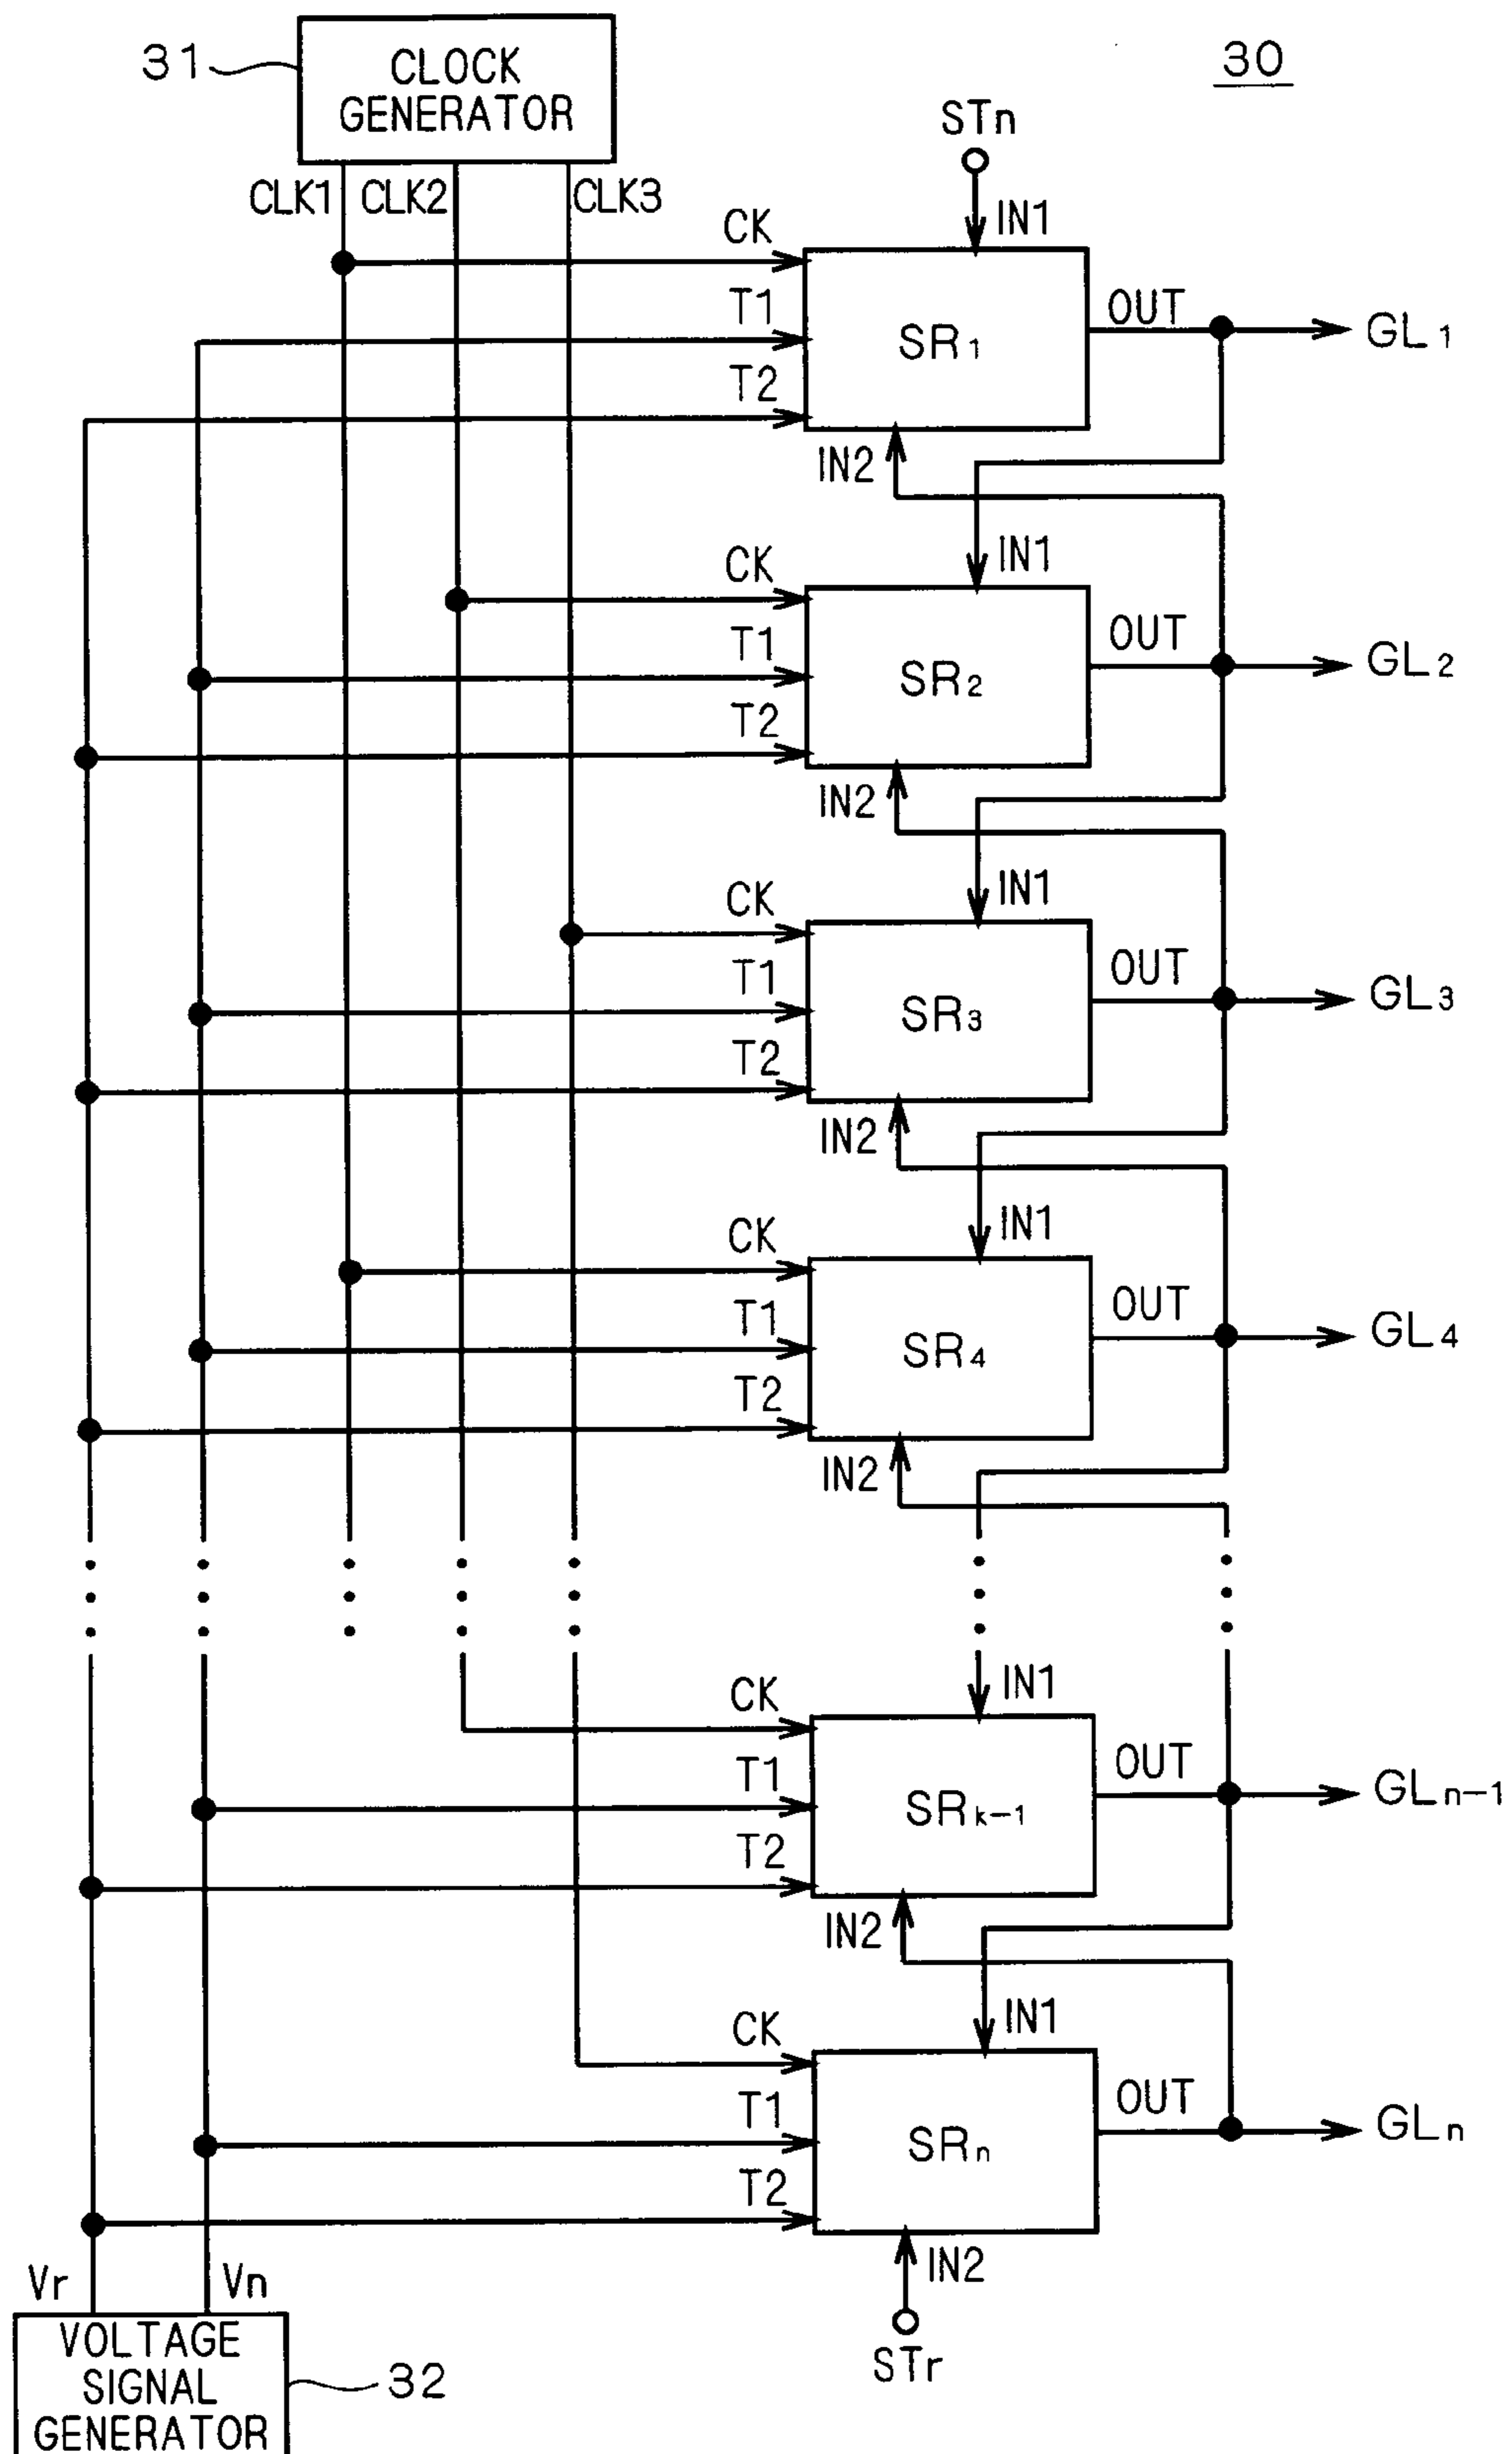 31
CLOCK
GENERATOR
30
STn
CLK1 CLK2 CLK3
IN1
CK
T1
T2
SR1
OUT
GL1
IN2
IN1
CK
T1
T2
SR2
OUT
GL2
IN2
IN1
CK
T1
T2
SR3
OUT
GL3
IN2
IN1
CK
T1
T2
SR4
OUT
GL4
IN2
IN1
CK
T1
T2
SRk-1
OUT
GLn-1
IN2
IN1
CK
T1
T2
SRn
OUT
GLn
IN2
STr
Vr
Vn
VOLTAGE
SIGNAL
GENERATOR
32